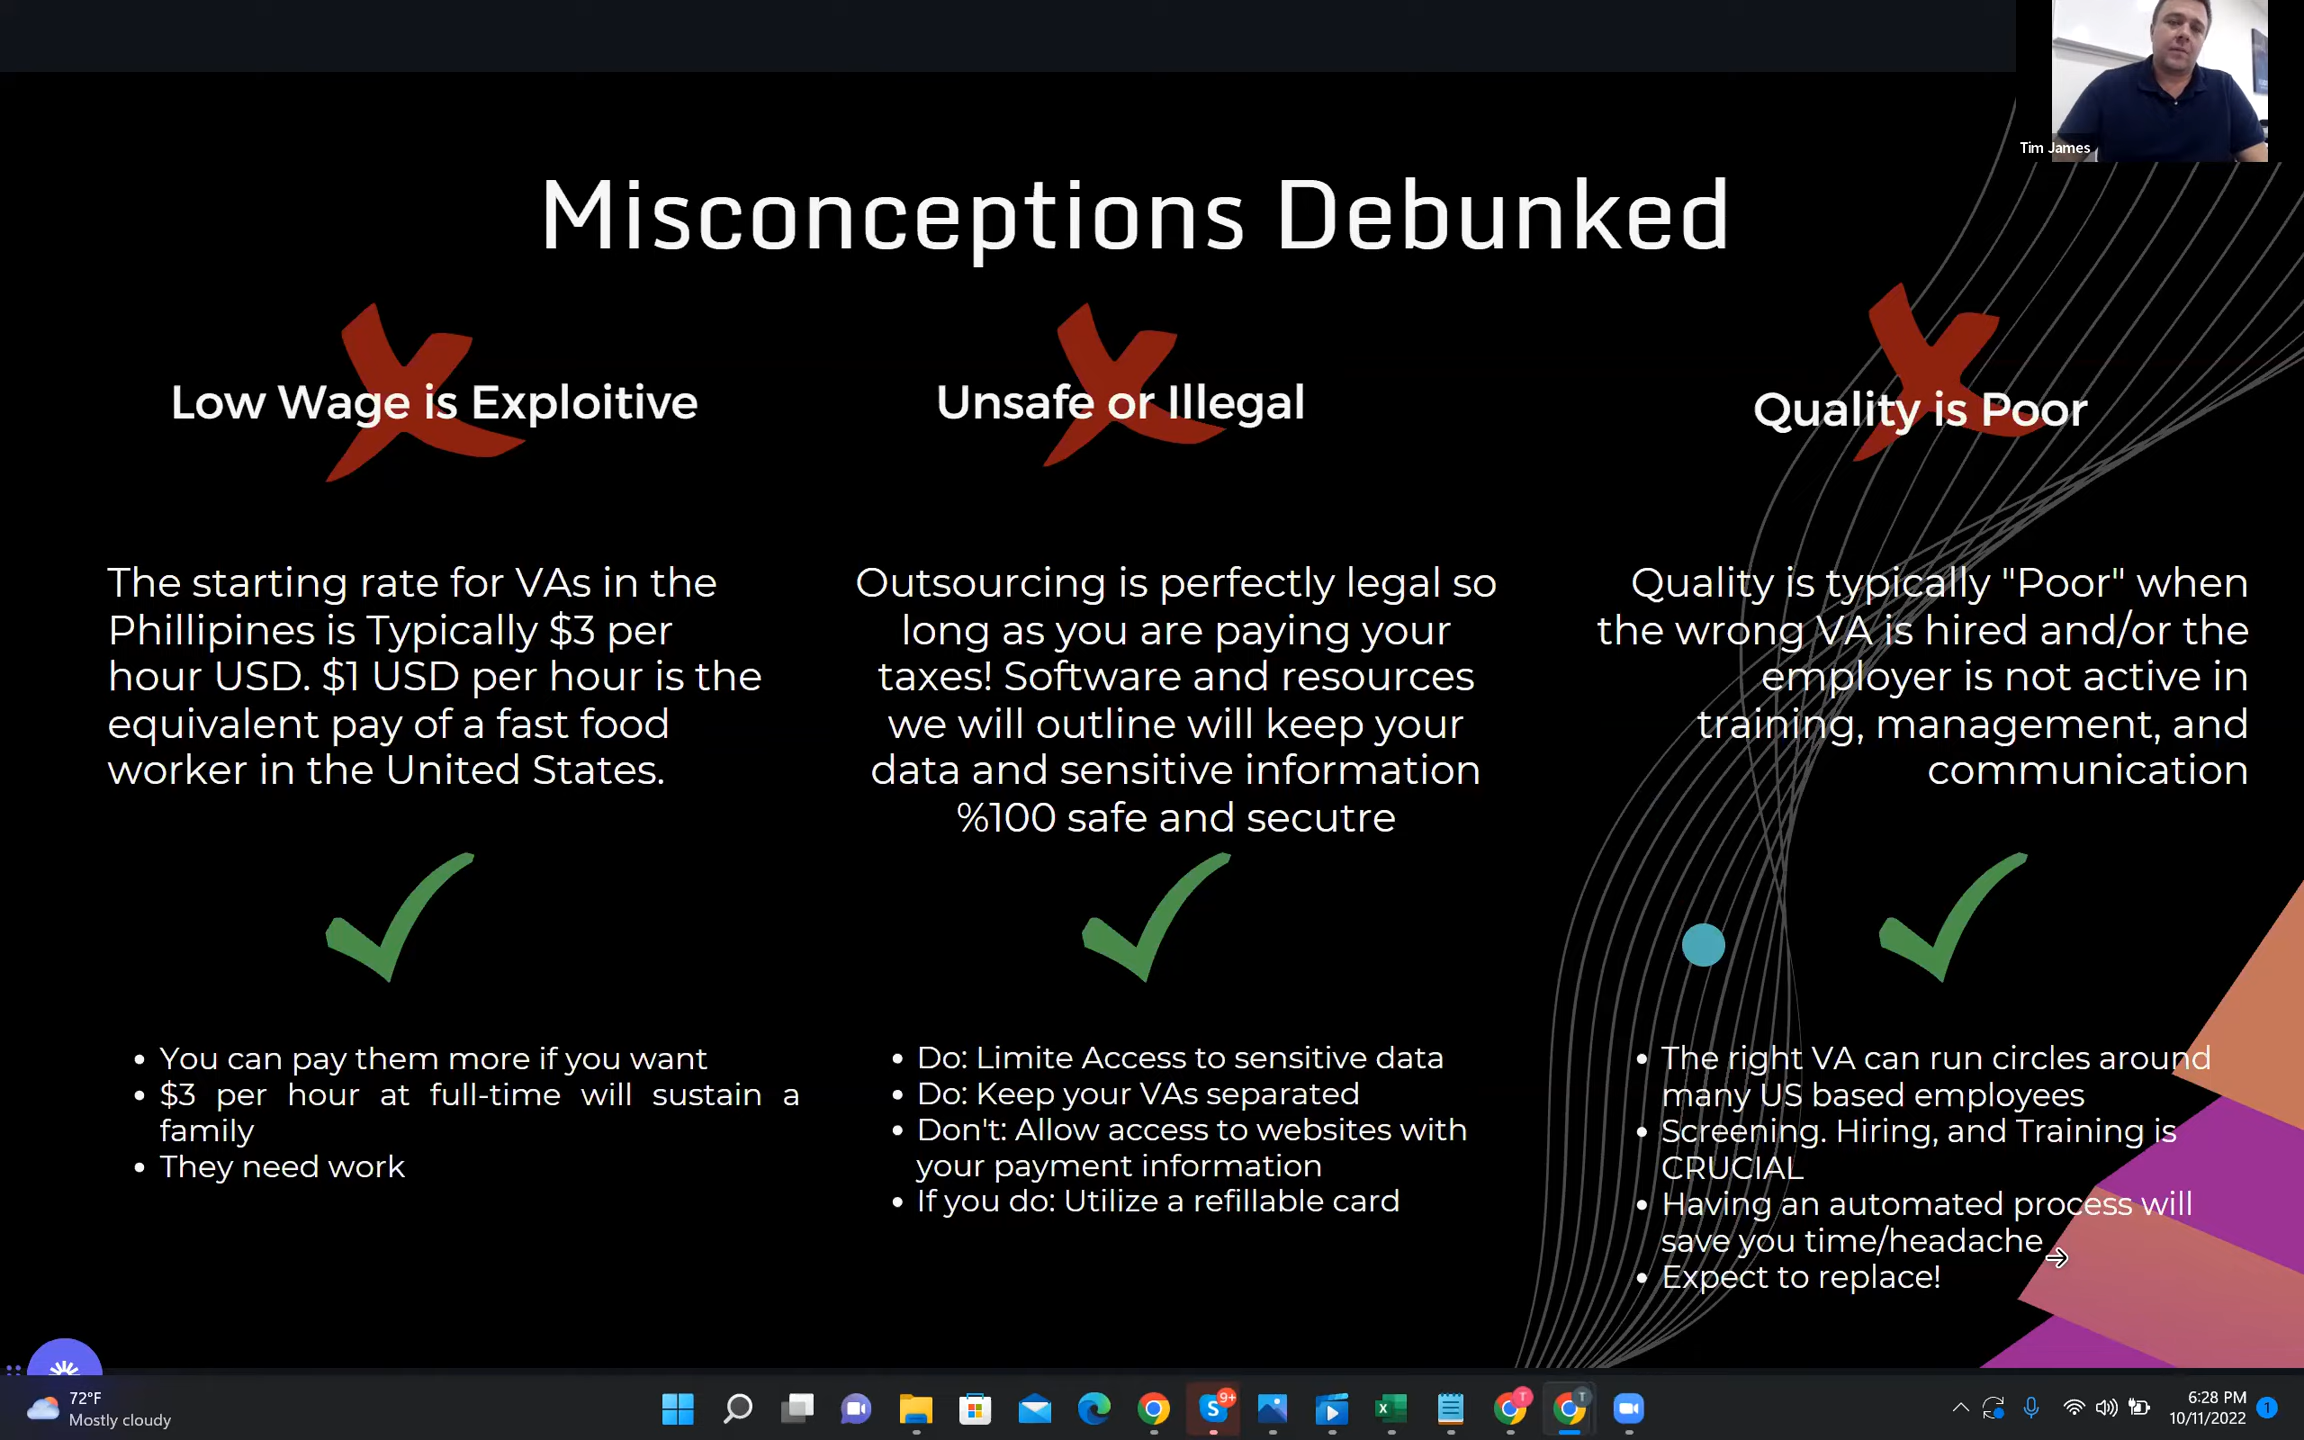 Tim James
Misconceptions Debunked
Low Wage is Exploitive
The starting rate for VAs in the
Phillipines is Typically $3 per
hour USD. $1 USD per hour is the
equivalent pay of a fast food
worker in the United States.
• You can pay them more if you want
• $3 per hour at full-time will sustain a
family
• They need work
Unsafe or Illegal
Outsourcing is perfectly legal so
long as you are paying your
taxes! Software and resources
we will outline will keep your
data and sensitive information
%100 safe and secutre
• Do: Limite Access to sensitive data
• Do: Keep your VAs separated
• Don't: Allow access to websites with
your payment information
• If you do: Utilize a refillable card
Quality is Poor
Quality is typically "Poor" when
the wrong VA is hired and/or the
employer is not active in
training, management, and
communication
• The right VA can run circles around
many US based employees
• Screening. Hiring, and Training is
CRUCIAL
• Having an automated process will
save you time/headache
• Expect to replace!
72°F
Mostly cloudy
S
9+
X
T
T
6:28 PM
10/11/2022
1